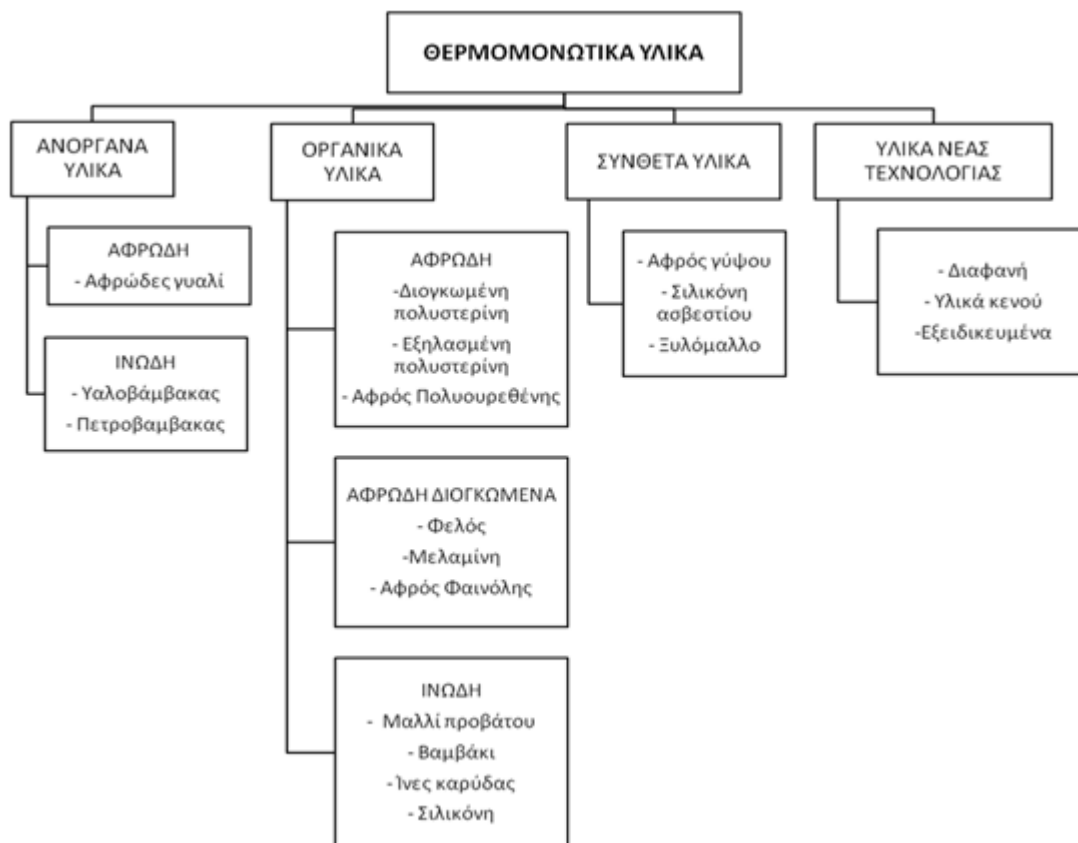 ΘΕΡΜΟΜΟΝΩΤΙΚΑ ΥΛΙΚΑ
ΑΝΟΡΓΑΝΑ
ΥΛΙΚΑ
ΑΦΡΩΔΗ
- Αφρώδες γυαλί
ΙΝΩΔΗ
- Υαλοβάμβακας
- Πετροβαμβακας
ΟΡΓΑΝΙΚΑ
ΥΛΙΚΑ
ΑΦΡΩΔΗ
-Διογκωμένη
πολυστερίνη
- Εξηλασμένη
πολυστερίνη
- Αφρός Πολυουρεθένης
ΑΦΡΩΔΗ ΔΙΟΓΚΩΜΕΝΑ
- Φελός
-Μελαμίνη
- Αφρός Φαινόλης
ΙΝΩΔΗ
- Μαλλί προβάτου
- Βαμβάκι
- Ίνες καρύδας
- Σιλικόνη
ΣΥΝΘΕΤΑ ΥΛΙΚΑ
- Αφρός γύψου
- Σιλικόνη
ασβεστίου
- Ξυλόμαλλο
ΥΛΙΚΑ ΝΕΑΣ
ΤΕΧΝΟΛΟΓΙΑΣ
- Διαφανή
- Υλικά κενού
-Εξειδικευμένα